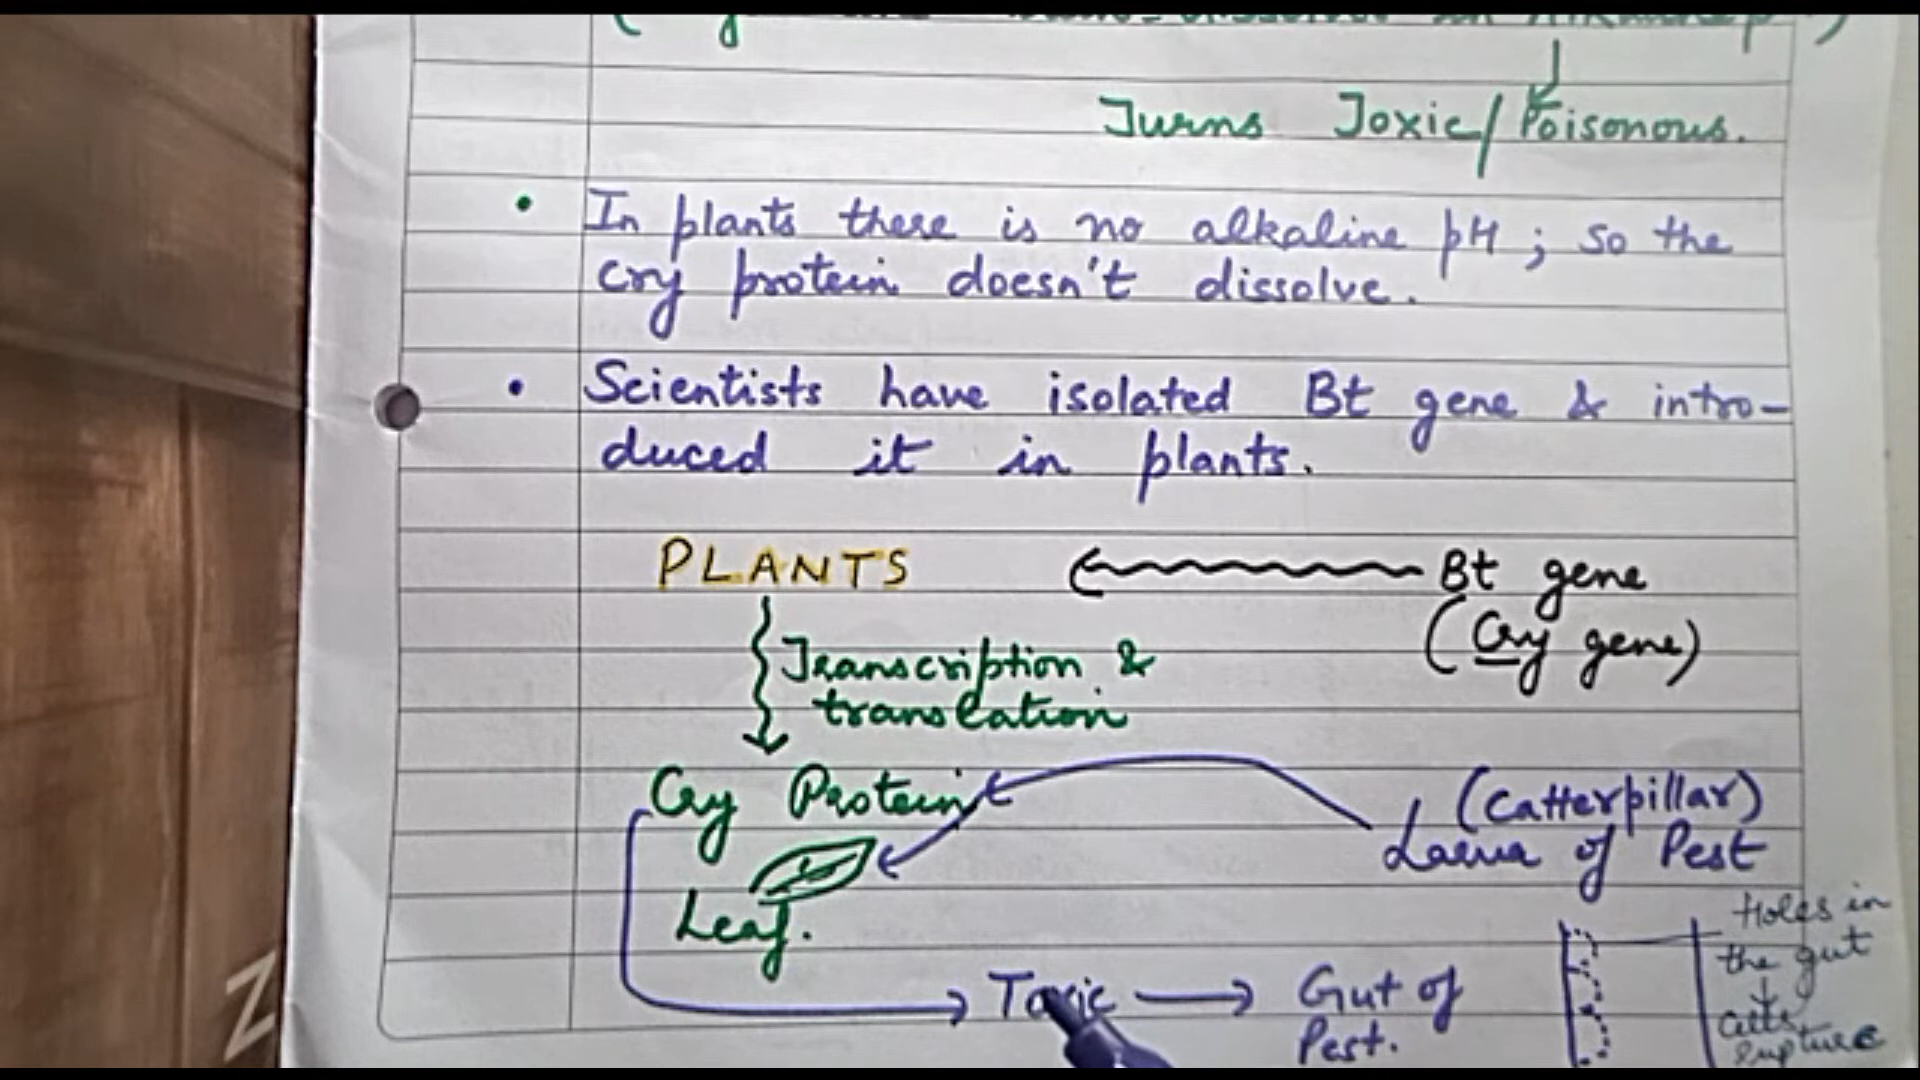 Turns Toxic/Poisonous.
• In plants there is no alkaline pH ; so the
cry protein doesn't dissolve.
• Scientists have isolated Bt gene & intro-
duced it in plants.
PLANTS
Bt gene
(Cry gene)
Transcription &
translation
Cry Protein
(Catterpillar)
Larva of Pest
Leaf.
Toxic
Gut of
Pest.
Holes in
the gut
Cells
rupture
Z